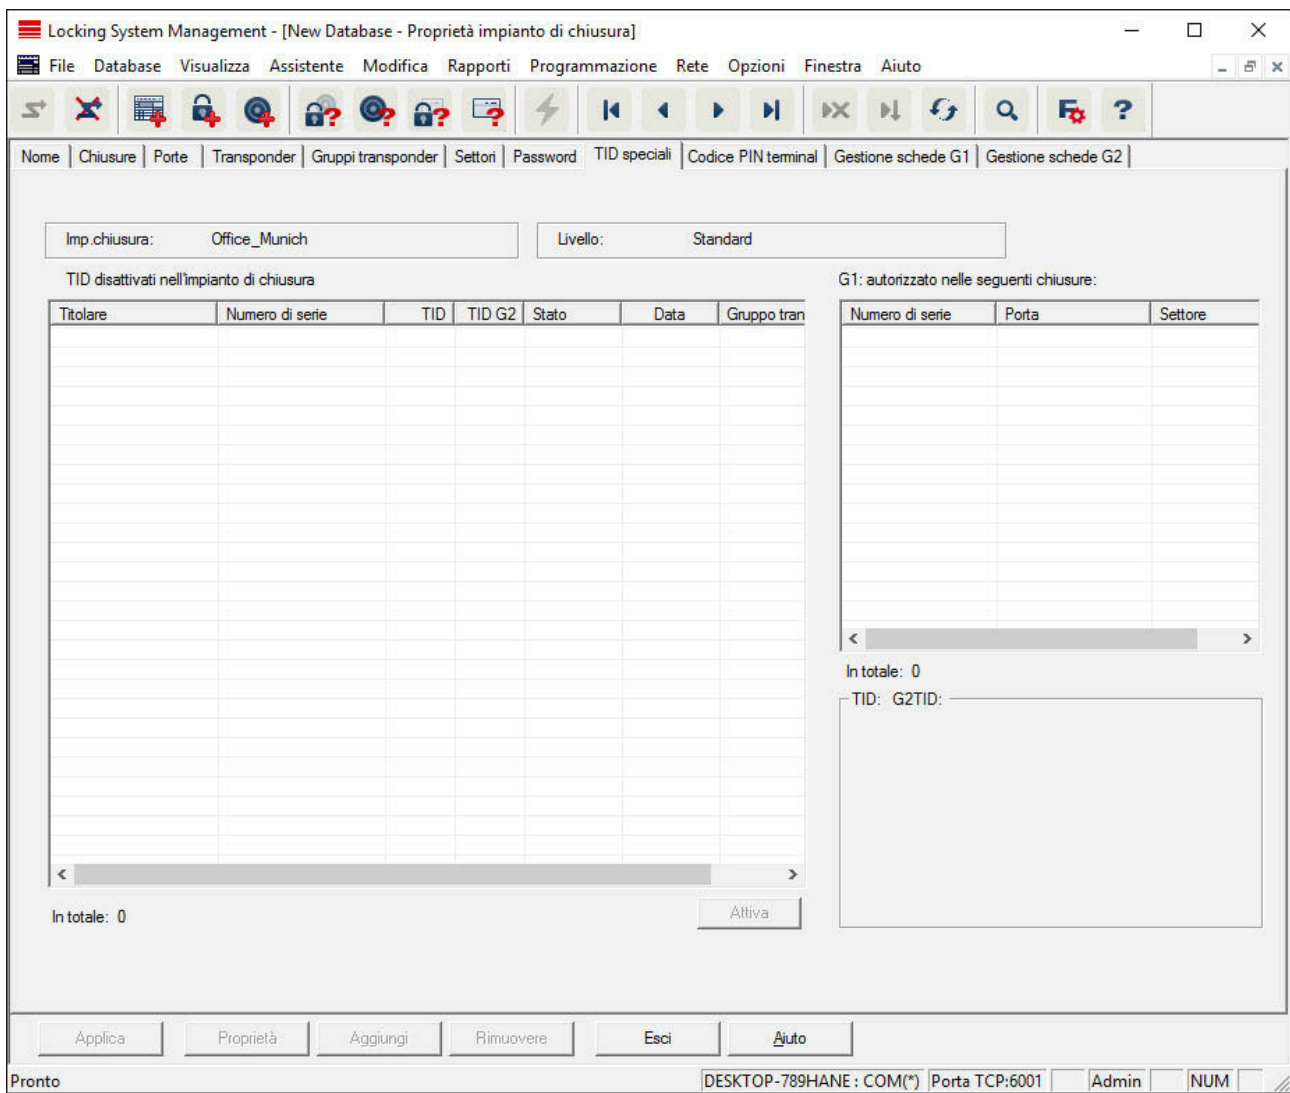 Locking System Management - [New Database - Proprietà impianto di chiusura]
File Database Visualizza Assistente Modifica Rapporti Programmazione Rete Opzioni Finestra Aiuto
Nome Chiusure Porte Transponder Gruppi transponder Settori Password TID speciali Codice PIN terminal Gestione schede G1 Gestione schede G2
Imp.chiusura: Office_Munich Livello: Standard
TID disattivati nell'impianto di chiusura G1: autorizzato nelle seguenti chiusure:
Titolare Numero di serie TID TID G2 Stato Data Gruppo tran Numero di serie Porta Settore
In totale: 0
TID: G2TID:
In totale: 0 Attiva
Applica Proprietà Aggiungi Rimuovere Esci Aiuto
Pronto DESKTOP-789HANE : COM(*) Porta TCP:6001 Admin NUM